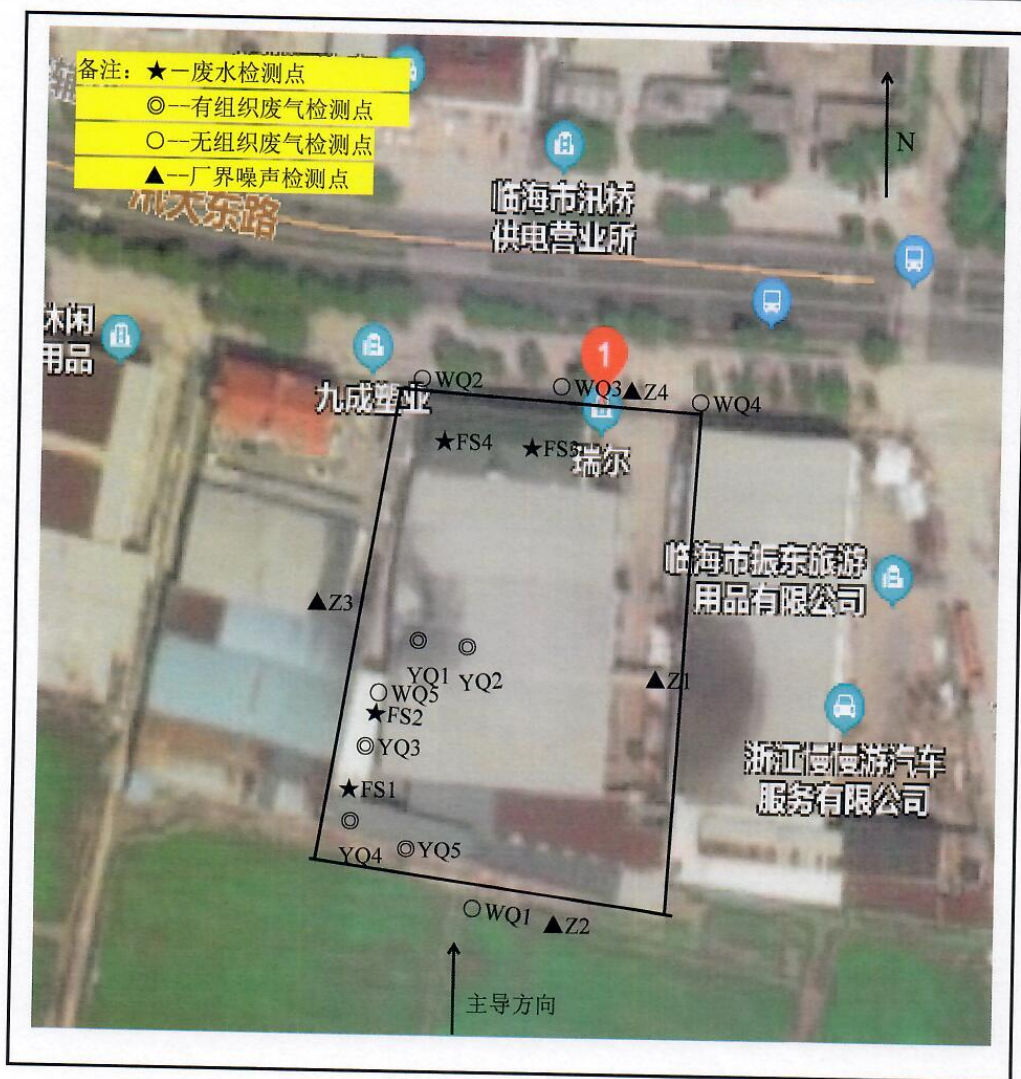 备注：★—废水检测点
◎--有组织废气检测点
○--无组织废气检测点
▲--厂界噪声检测点
N
临海市汛桥
供电营业所
东路
休闲
用品
1
九成塑业
○WQ2
○WQ3
▲Z4
○WQ4
★FS4
★FS3
瑞尔
临海市振东旅游
用品有限公司
▲Z3
◎
YQ1
◎
YQ2
▲Z1
○WQ5
★FS2
◎YQ3
浙江慢慢游汽车
服务有限公司
★FS1
◎
YQ4
◎YQ5
○WQ1
▲Z2
主导方向